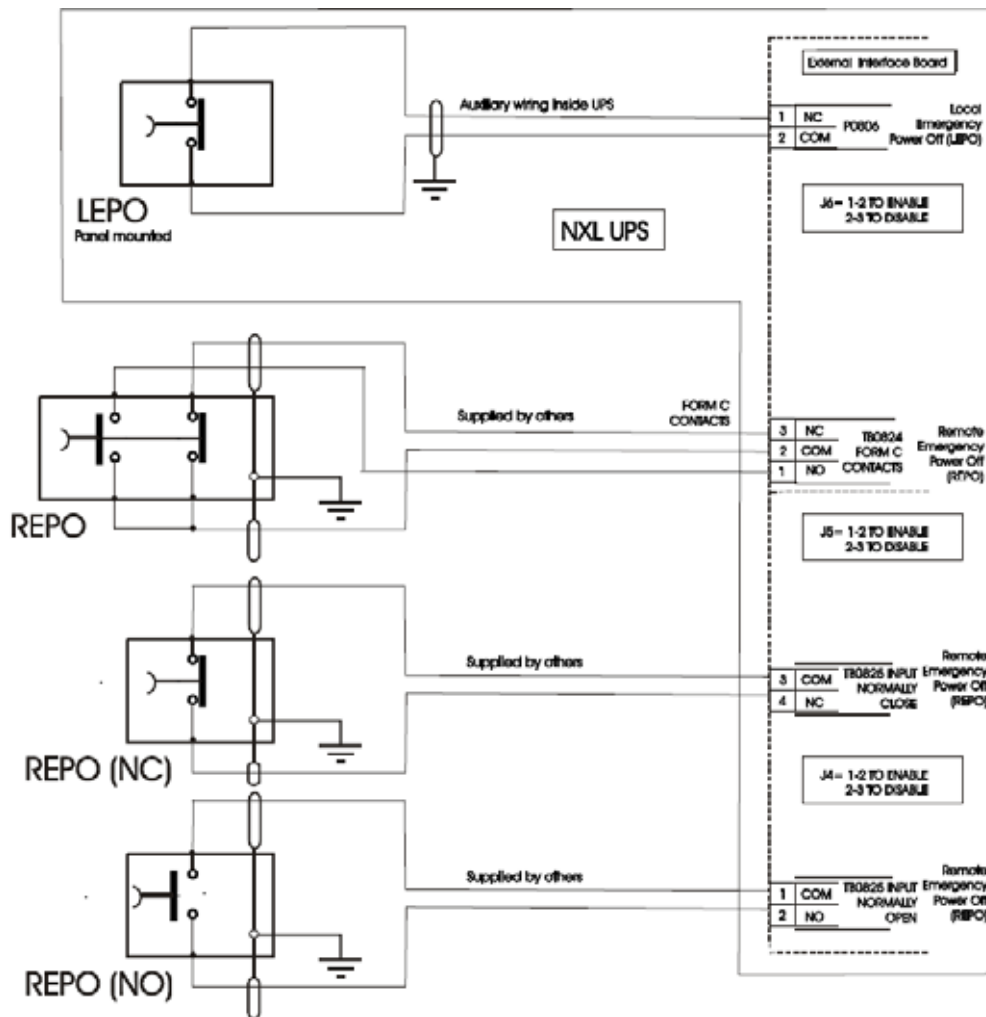 External Interface Board
Auxiliary wiring inside UPS
1 NC
2 COM
P0806
Local
Emergency
Power Off (LEPO)
LEPO
Panel mounted
NXL UPS
J6= 1-2 TO ENABLE
2-3 TO DISABLE
REPO
Supplied by others
FORM C
CONTACTS
3 NC
2 COM
1 NO
TB0824
FORM C
CONTACTS
Remote
Emergency
Power Off
(REPO)
J5= 1-2 TO ENABLE
2-3 TO DISABLE
REPO (NC)
Supplied by others
3 COM
4 NC
TB0825 INPUT
NORMALLY
CLOSE
Remote
Emergency
Power Off
(REPO)
J4= 1-2 TO ENABLE
2-3 TO DISABLE
REPO (NO)
Supplied by others
1 COM
2 NO
TB0825 INPUT
NORMALLY
OPEN
Remote
Emergency
Power Off
(REPO)